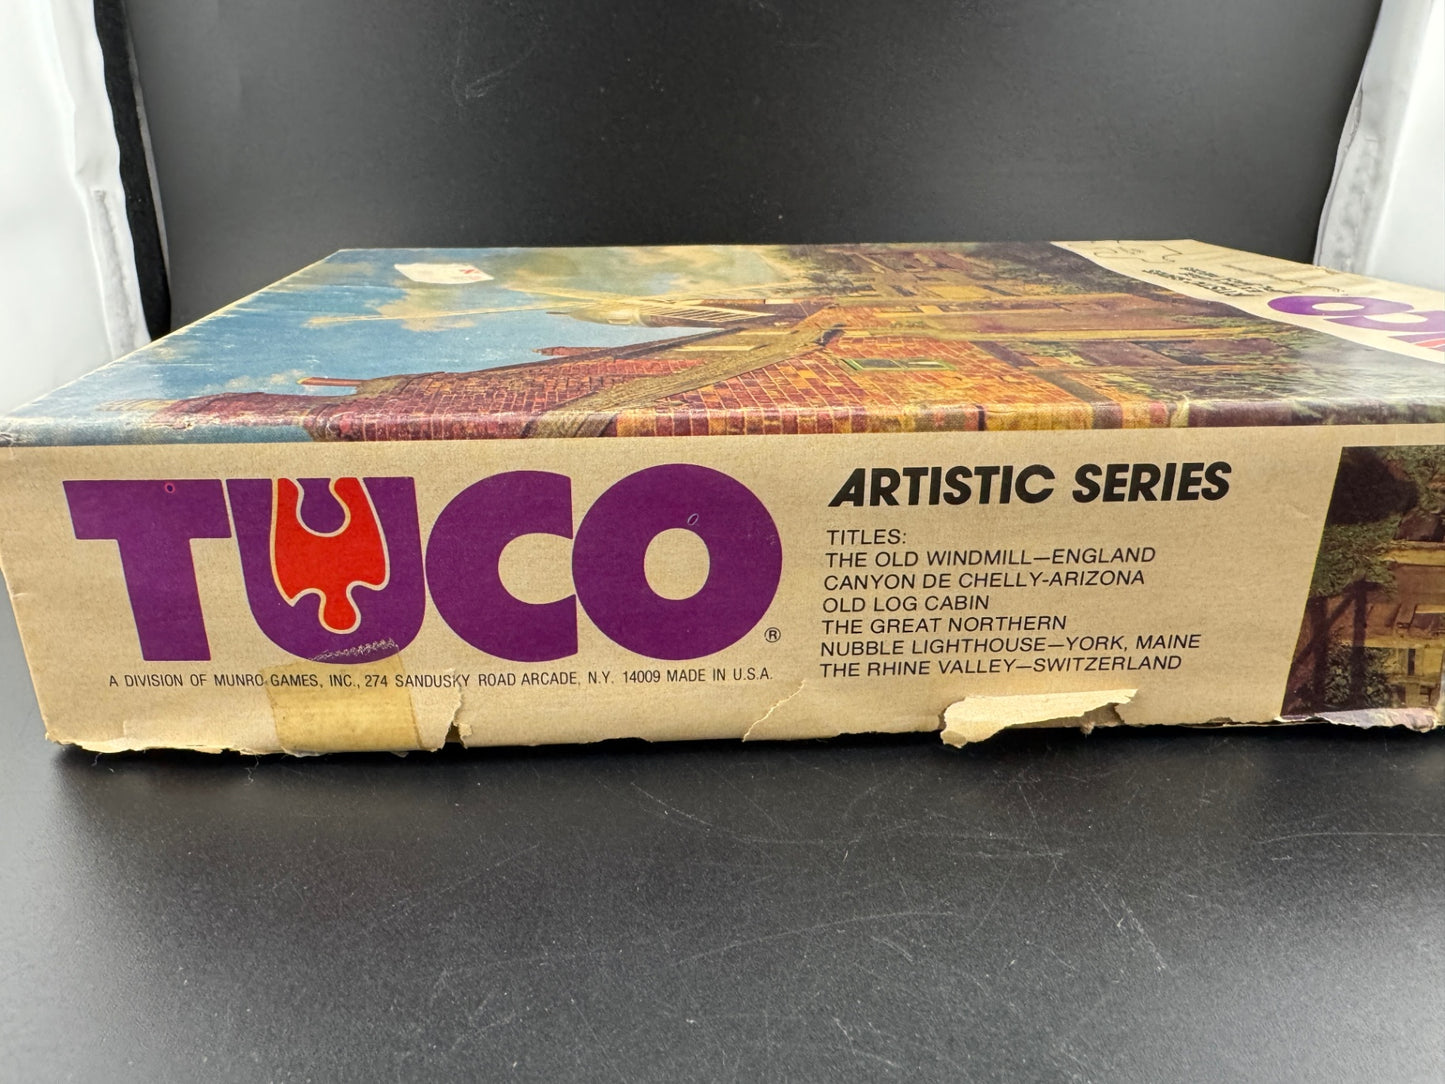 TUCO®
A DIVISION OF MUNRO GAMES, INC., 274 SANDUSKY ROAD ARCADE, N.Y. 14009 MADE IN U.S.A.
ARTISTIC SERIES
TITLES:
THE OLD WINDMILL—ENGLAND
CANYON DE CHELLY-ARIZONA
OLD LOG CABIN
THE GREAT NORTHERN
NUBBLE LIGHTHOUSE—YORK, MAINE
THE RHINE VALLEY—SWITZERLAND